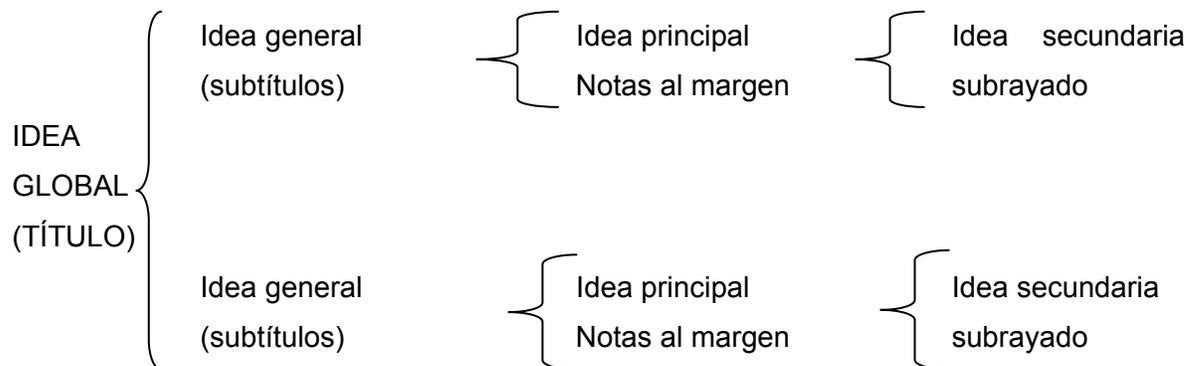 IDEA
GLOBAL
(TÍTULO)
Idea general
(subtítulos)
Idea principal
Notas al margen
Idea secundaria
subrayado
Idea general
(subtítulos)
Idea principal
Notas al margen
Idea secundaria
subrayado